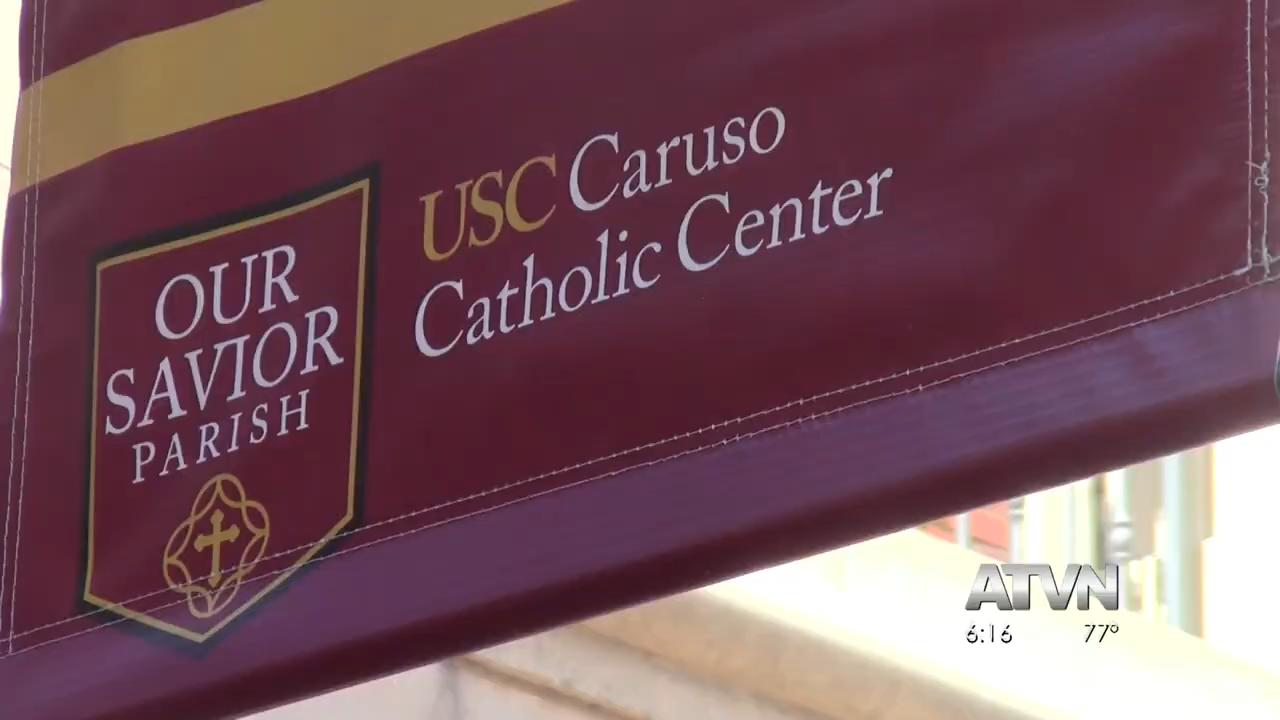 OUR
SAVIOR
PARISH
USC Caruso
Catholic Center
ATVN
6:16 77°